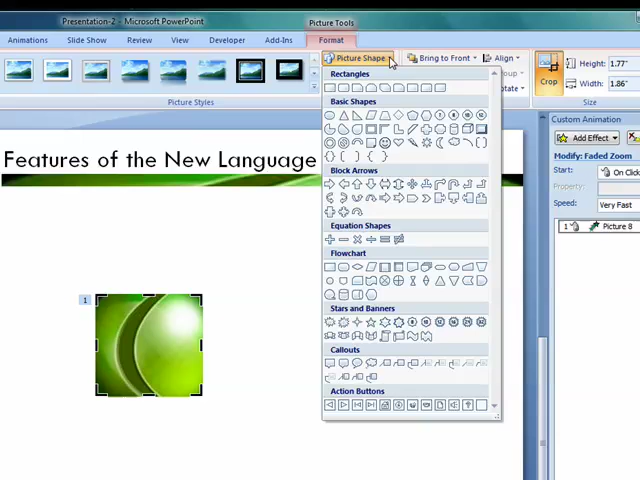 Presentation-2 - Microsoft PowerPoint
Picture Tools
Animations Slide Show Review View Developer Add-Ins Format
Picture Shape Bring to Front Align
Crop
Height: 1.77"
Width: 1.86"
Picture Styles
Size
Rectangles
Basic Shapes
Block Arrows
Equation Shapes
Flowchart
Stars and Banners
Callouts
Action Buttons
Features of the New Language
1
Custom Animation
Add Effect
Modify: Faded Zoom
Start: On Clic
Property:
Speed: Very Fast
1 Picture 8